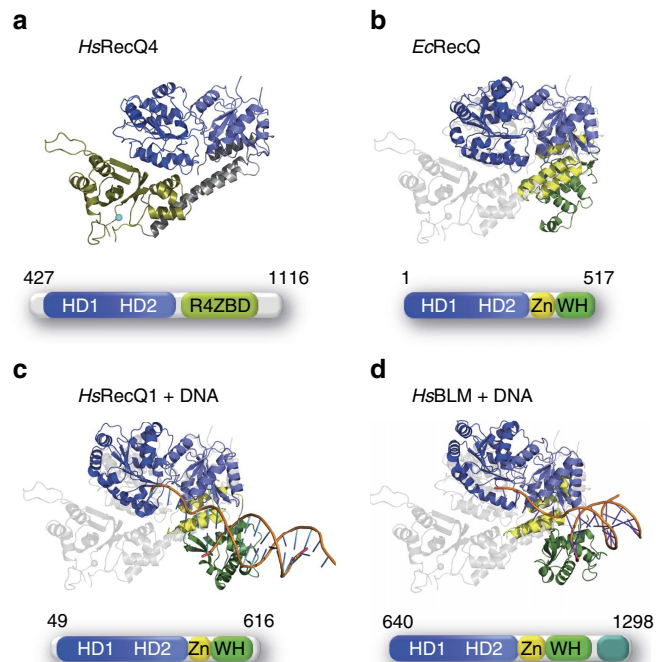 a
HsRecQ4
427 1116
HD1 HD2 R4ZBD
b
EcRecQ
1 517
HD1 HD2 Zn WH
c
HsRecQ1 + DNA
49 616
HD1 HD2 Zn WH
d
HsBLM + DNA
640 1298
HD1 HD2 Zn WH